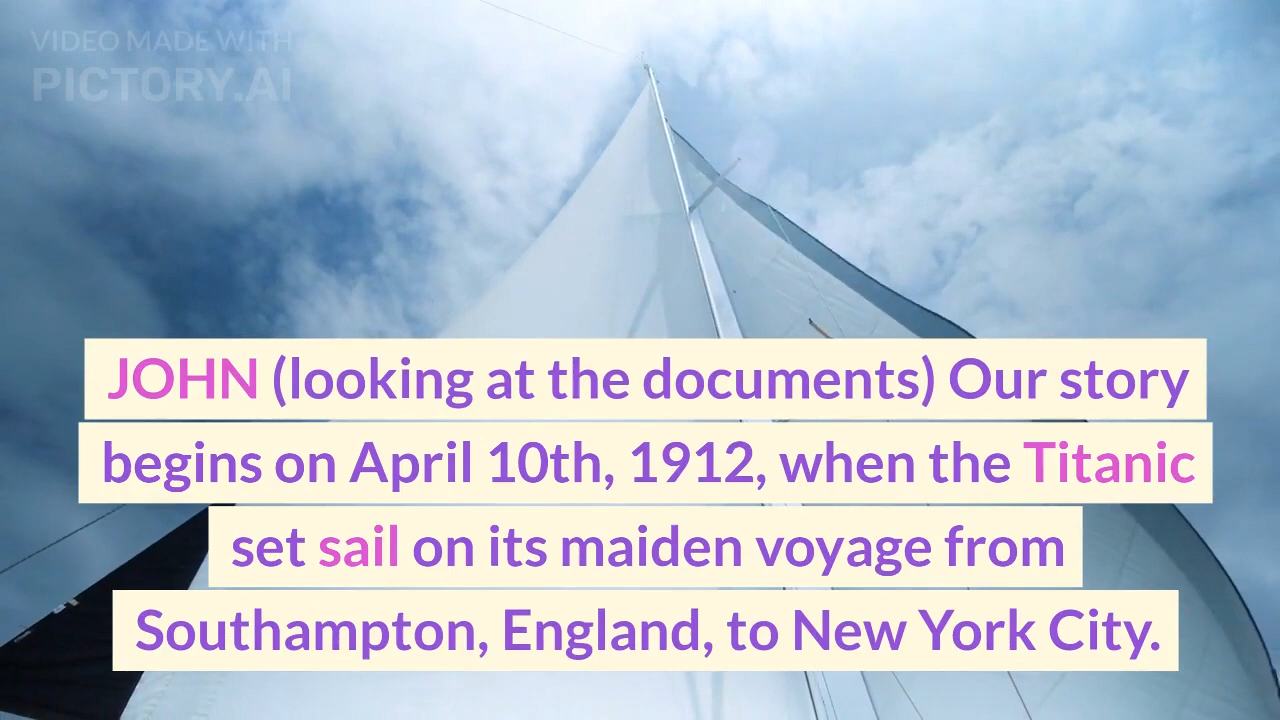 VIDEO MADE WITH
PICTORY.AI
JOHN (looking at the documents) Our story
begins on April 10th, 1912, when the Titanic
set sail on its maiden voyage from
Southampton, England, to New York City.